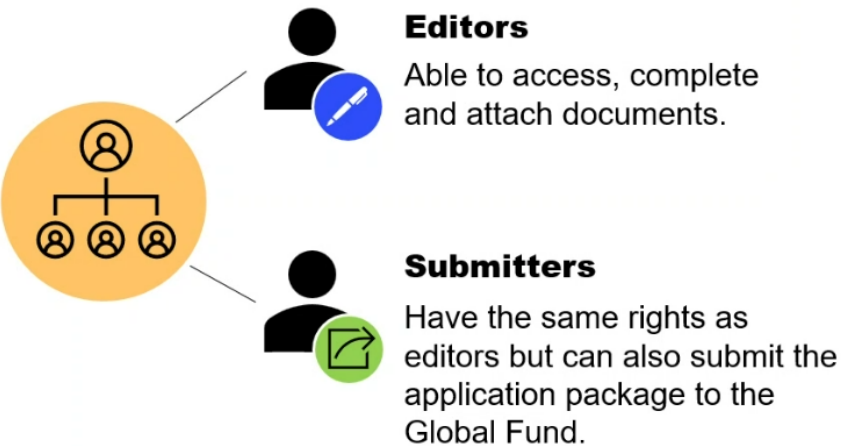 Editors
Able to access, complete
and attach documents.
Submitters
Have the same rights as
editors but can also submit the
application package to the
Global Fund.